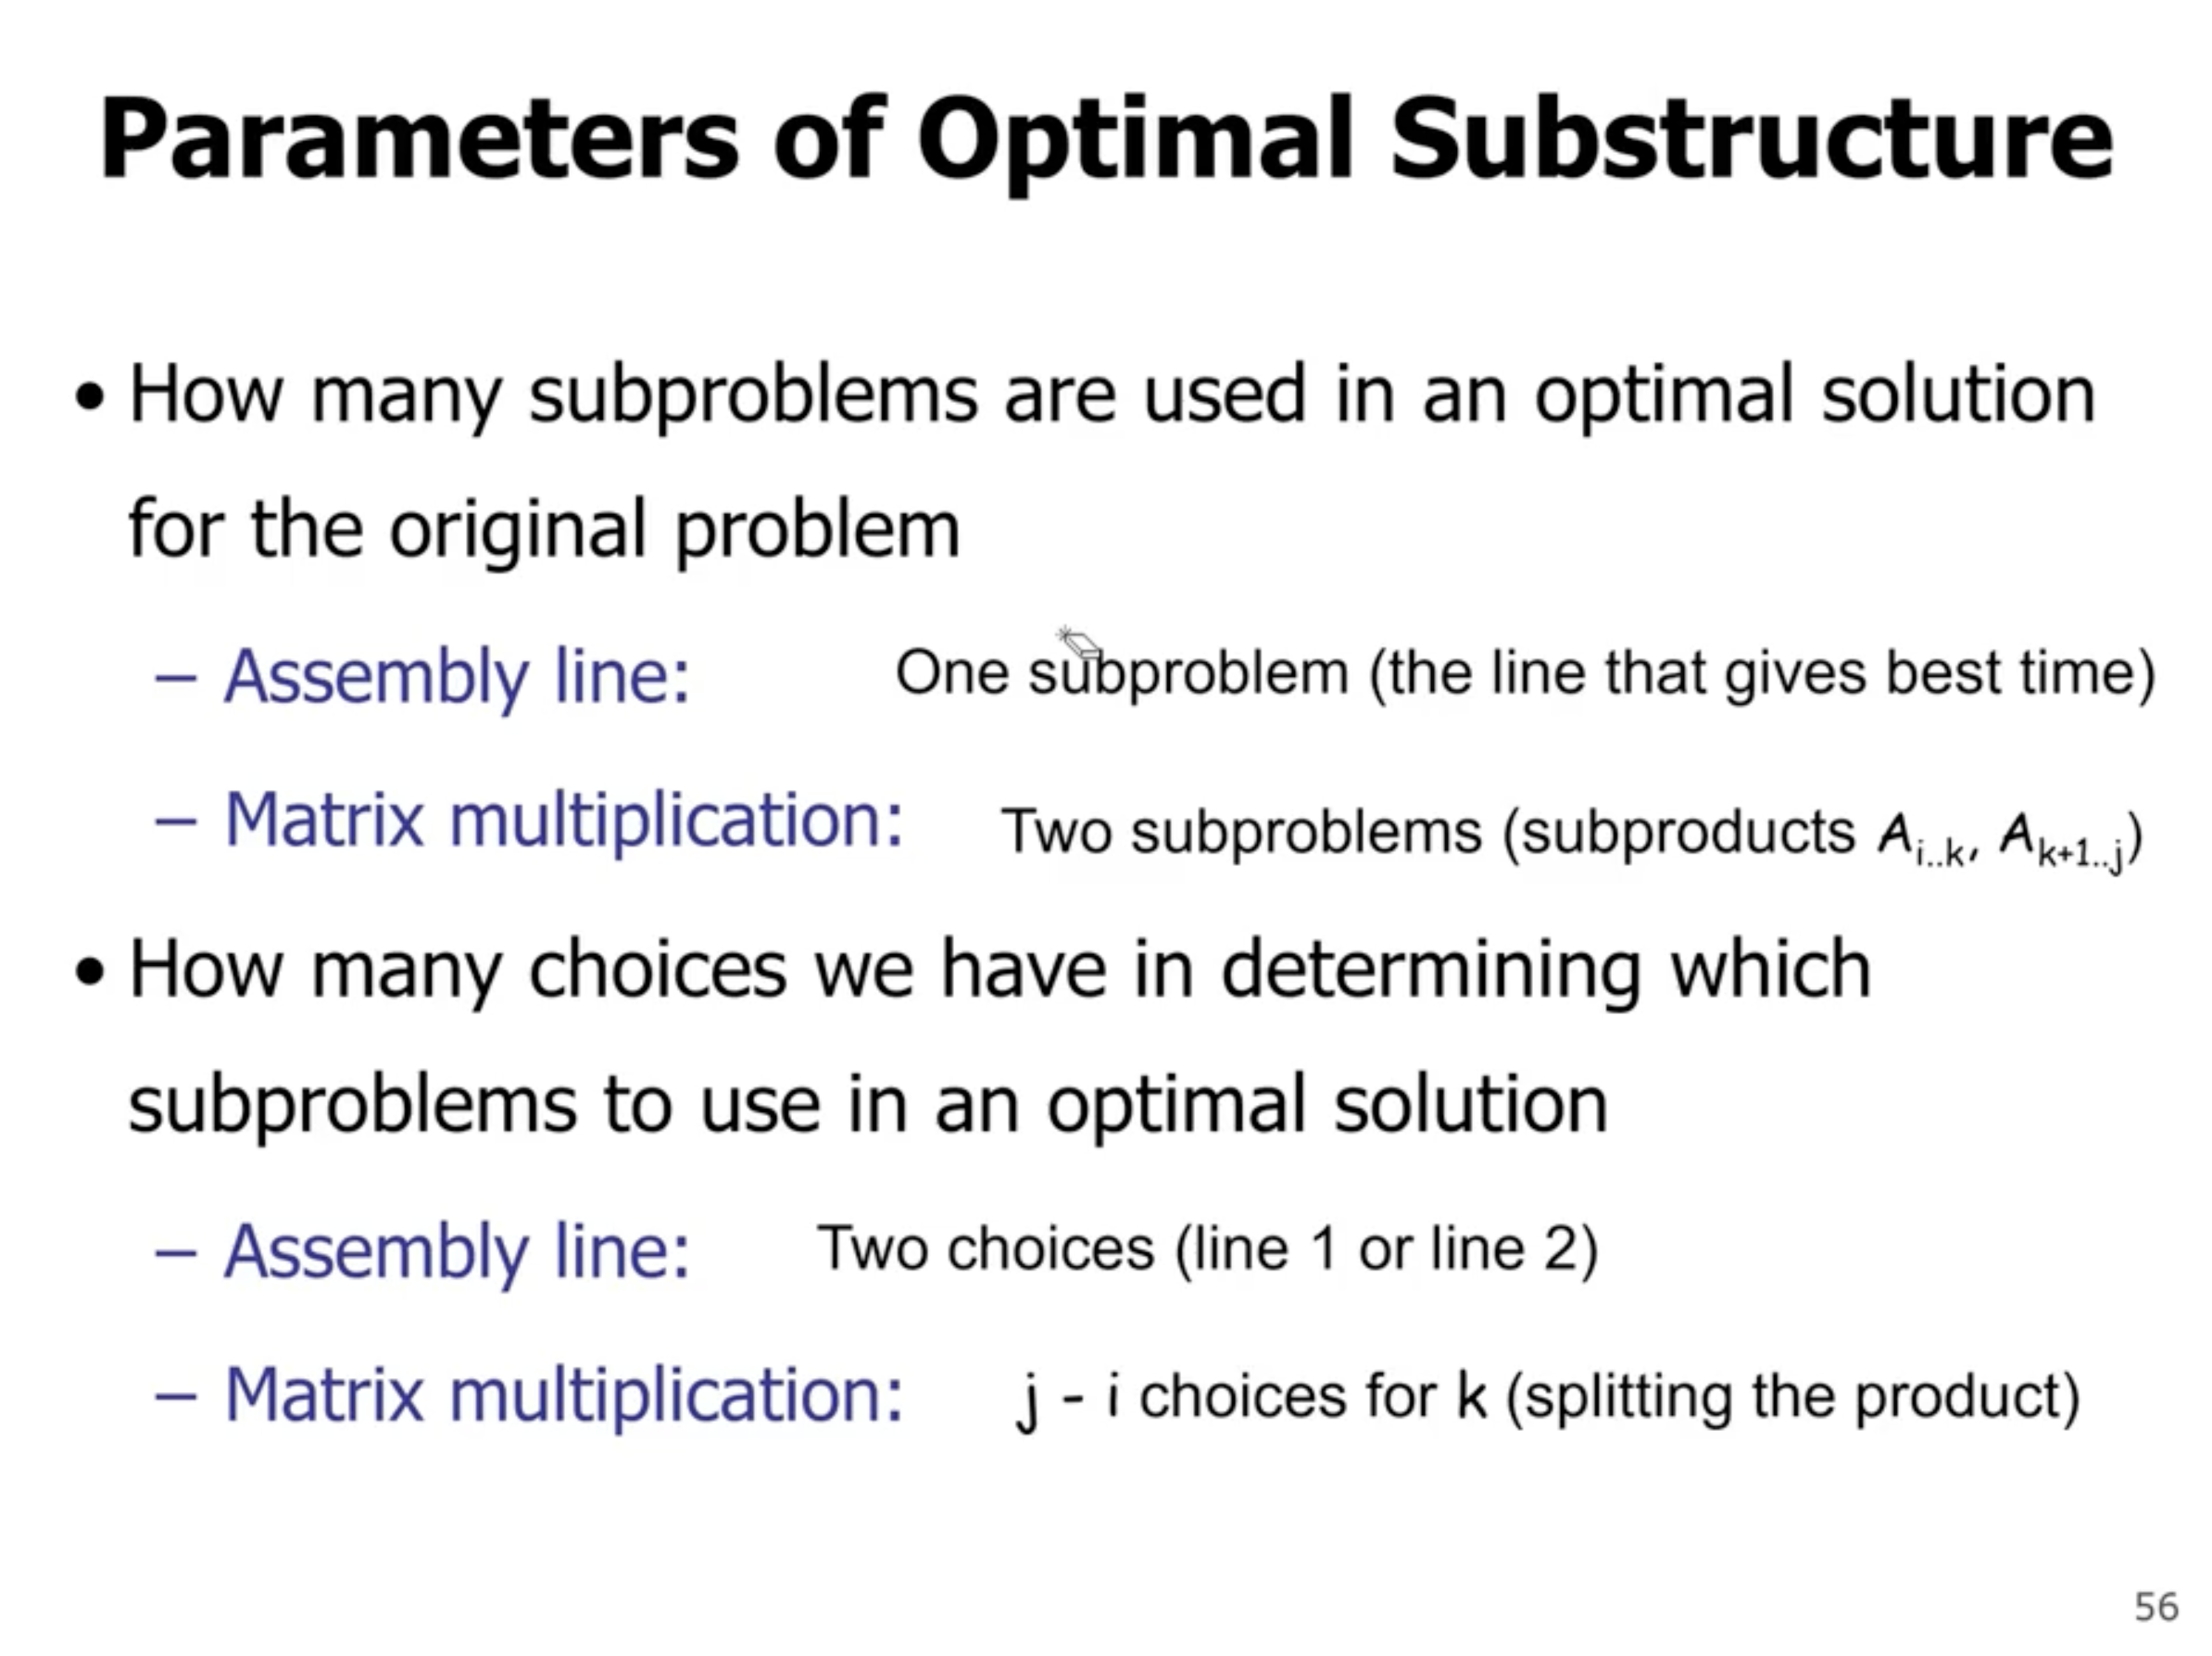 Parameters of Optimal Substructure
• How many subproblems are used in an optimal solution
for the original problem
– Assembly line: One subproblem (the line that gives best time)
– Matrix multiplication: Two subproblems (subproducts A_{i..k}, A_{k+1..j})
• How many choices we have in determining which
subproblems to use in an optimal solution
– Assembly line: Two choices (line 1 or line 2)
– Matrix multiplication: j - i choices for k (splitting the product)
56